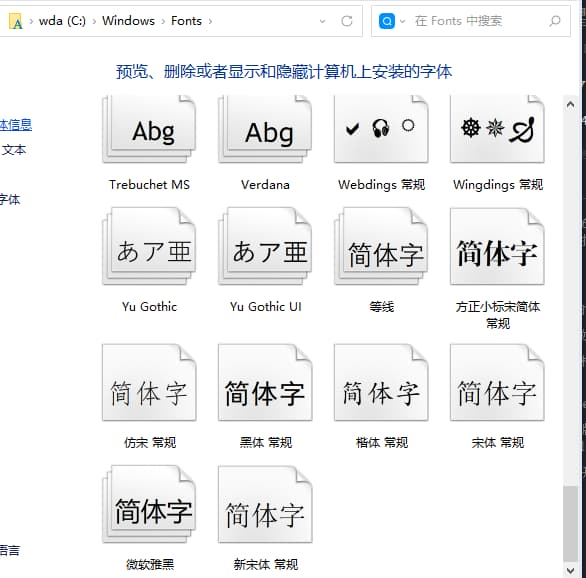 wda (C:) › Windows › Fonts ›
在 Fonts 中搜索
预览、删除或者显示和隐藏计算机上安装的字体
体信息
文本
字体
语言
Abg
Abg
Trebuchet MS
Verdana
Webdings 常规
Wingdings 常规
あア亜
あア亜
简体字
简体字
Yu Gothic
Yu Gothic UI
等线
方正小标宋简体
常规
简体字
简体字
简体字
简体字
仿宋 常规
黑体 常规
楷体 常规
宋体 常规
简体字
简体字
微软雅黑
新宋体 常规